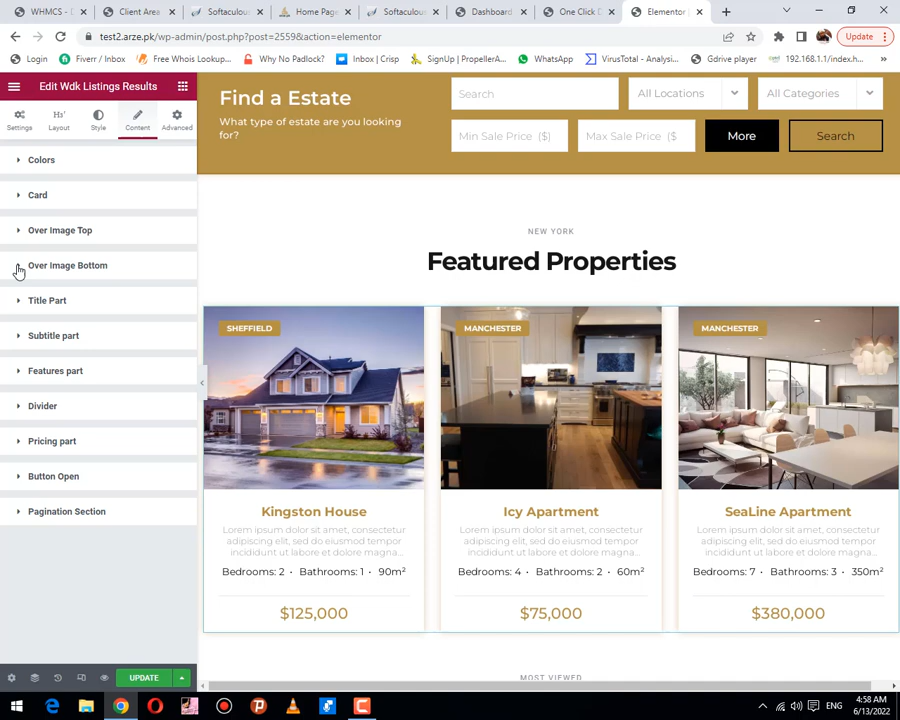 WHMCS -
Client Area
Softaculous
Home Page
Softaculous
Dashboard
One Click C
Elementor
test2.arze.pk/wp-admin/post.php?post=2559&action=elementor
Update
Login
Fiverr / Inbox
Free Whois Lookup...
Why No Padlock?
Inbox | Crisp
SignUp | PropellerA...
WhatsApp
VirusTotal - Analysi...
Gdrive player
192.168.1.1/index.h...
Edit Wdk Listings Results
Settings
Layout
Style
Content
Advanced
Colors
Card
Over Image Top
Over Image Bottom
Title Part
Subtitle part
Features part
Divider
Pricing part
Button Open
Pagination Section
UPDATE
Find a Estate
What type of estate are you looking
for?
Search
All Locations
All Categories
Min Sale Price ($)
Max Sale Price ($
More
Search
NEW YORK
Featured Properties
SHEFFIELD
MANCHESTER
MANCHESTER
Kingston House
Lorem ipsum dolor sit amet, consectetur
adipiscing elit, sed do eiusmod tempor
incididunt ut labore et dolore magna...
Bedrooms: 2 • Bathrooms: 1 • 90m²
$125,000
Icy Apartment
Lorem ipsum dolor sit amet, consectetur
adipiscing elit, sed do eiusmod tempor
incididunt ut labore et dolore magna...
Bedrooms: 4 • Bathrooms: 2 • 60m²
$75,000
SeaLine Apartment
Lorem ipsum dolor sit amet, consectetur
adipiscing elit, sed do eiusmod tempor
incididunt ut labore et dolore magna...
Bedrooms: 7 • Bathrooms: 3 • 350m²
$380,000
MOST VIEWED
ENG
4:58 AM
6/13/2022